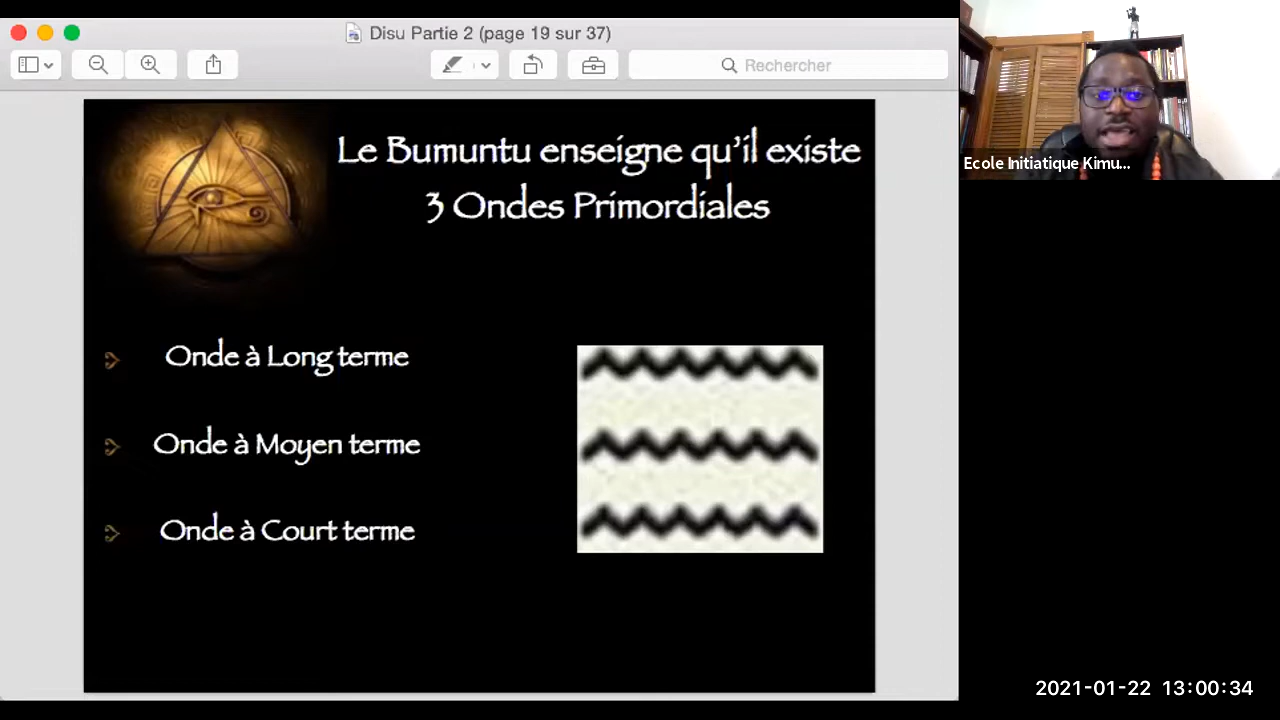 Disu Partie 2 (page 19 sur 37)
Rechercher
Le Bumuntu enseigne qu'il existe
3 Ondes Primordiales
Onde à Long terme
Onde à Moyen terme
Onde à Court terme
Ecole Initiatique Kimu...
2021-01-22 13:00:34